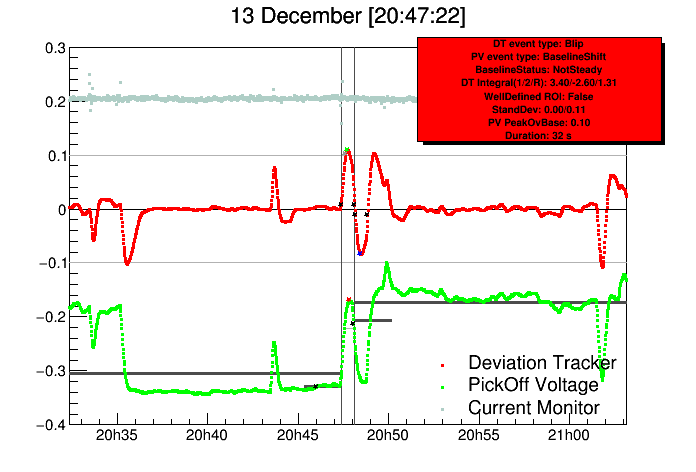 13 December [20:47:22]
DT event type: Blip
PV event type: BaselineShift
BaselineStatus: NotSteady
DT Integral(1/2/R): 3.40/-2.60/1.31
WellDefined ROI: False
StandDev: 0.00/0.11
PV PeakOvBase: 0.10
Duration: 32 s
0.3
0.2
0.1
0
−0.1
−0.2
−0.3
−0.4
Deviation Tracker
PickOff Voltage
Current Monitor
20h35 20h40 20h45 20h50 20h55 21h00